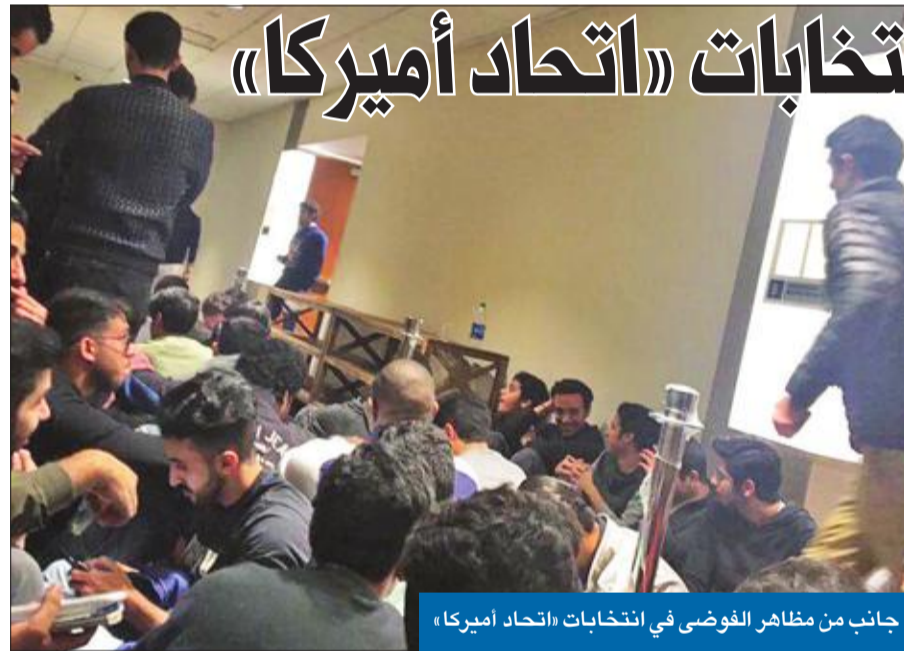 تخابات «اتحاد أميركا»
جانب من مظاهر الفوضى في انتخابات «اتحاد أميركا»